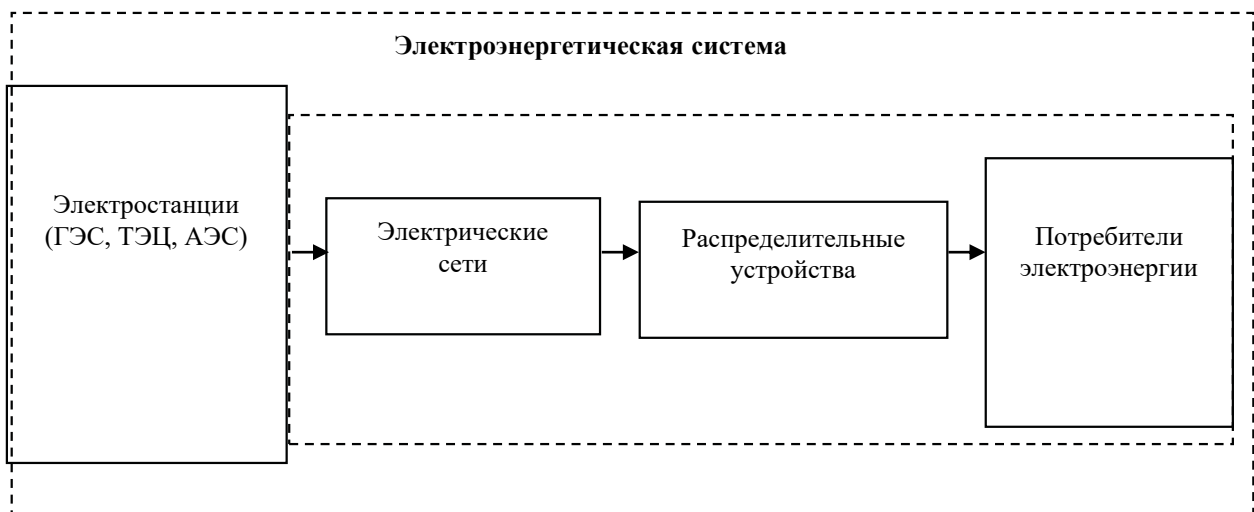 Электроэнергетическая система
Электростанции
(ГЭС, ТЭЦ, АЭС)
Электрические
сети
Распределительные
устройства
Потребители
электроэнергии